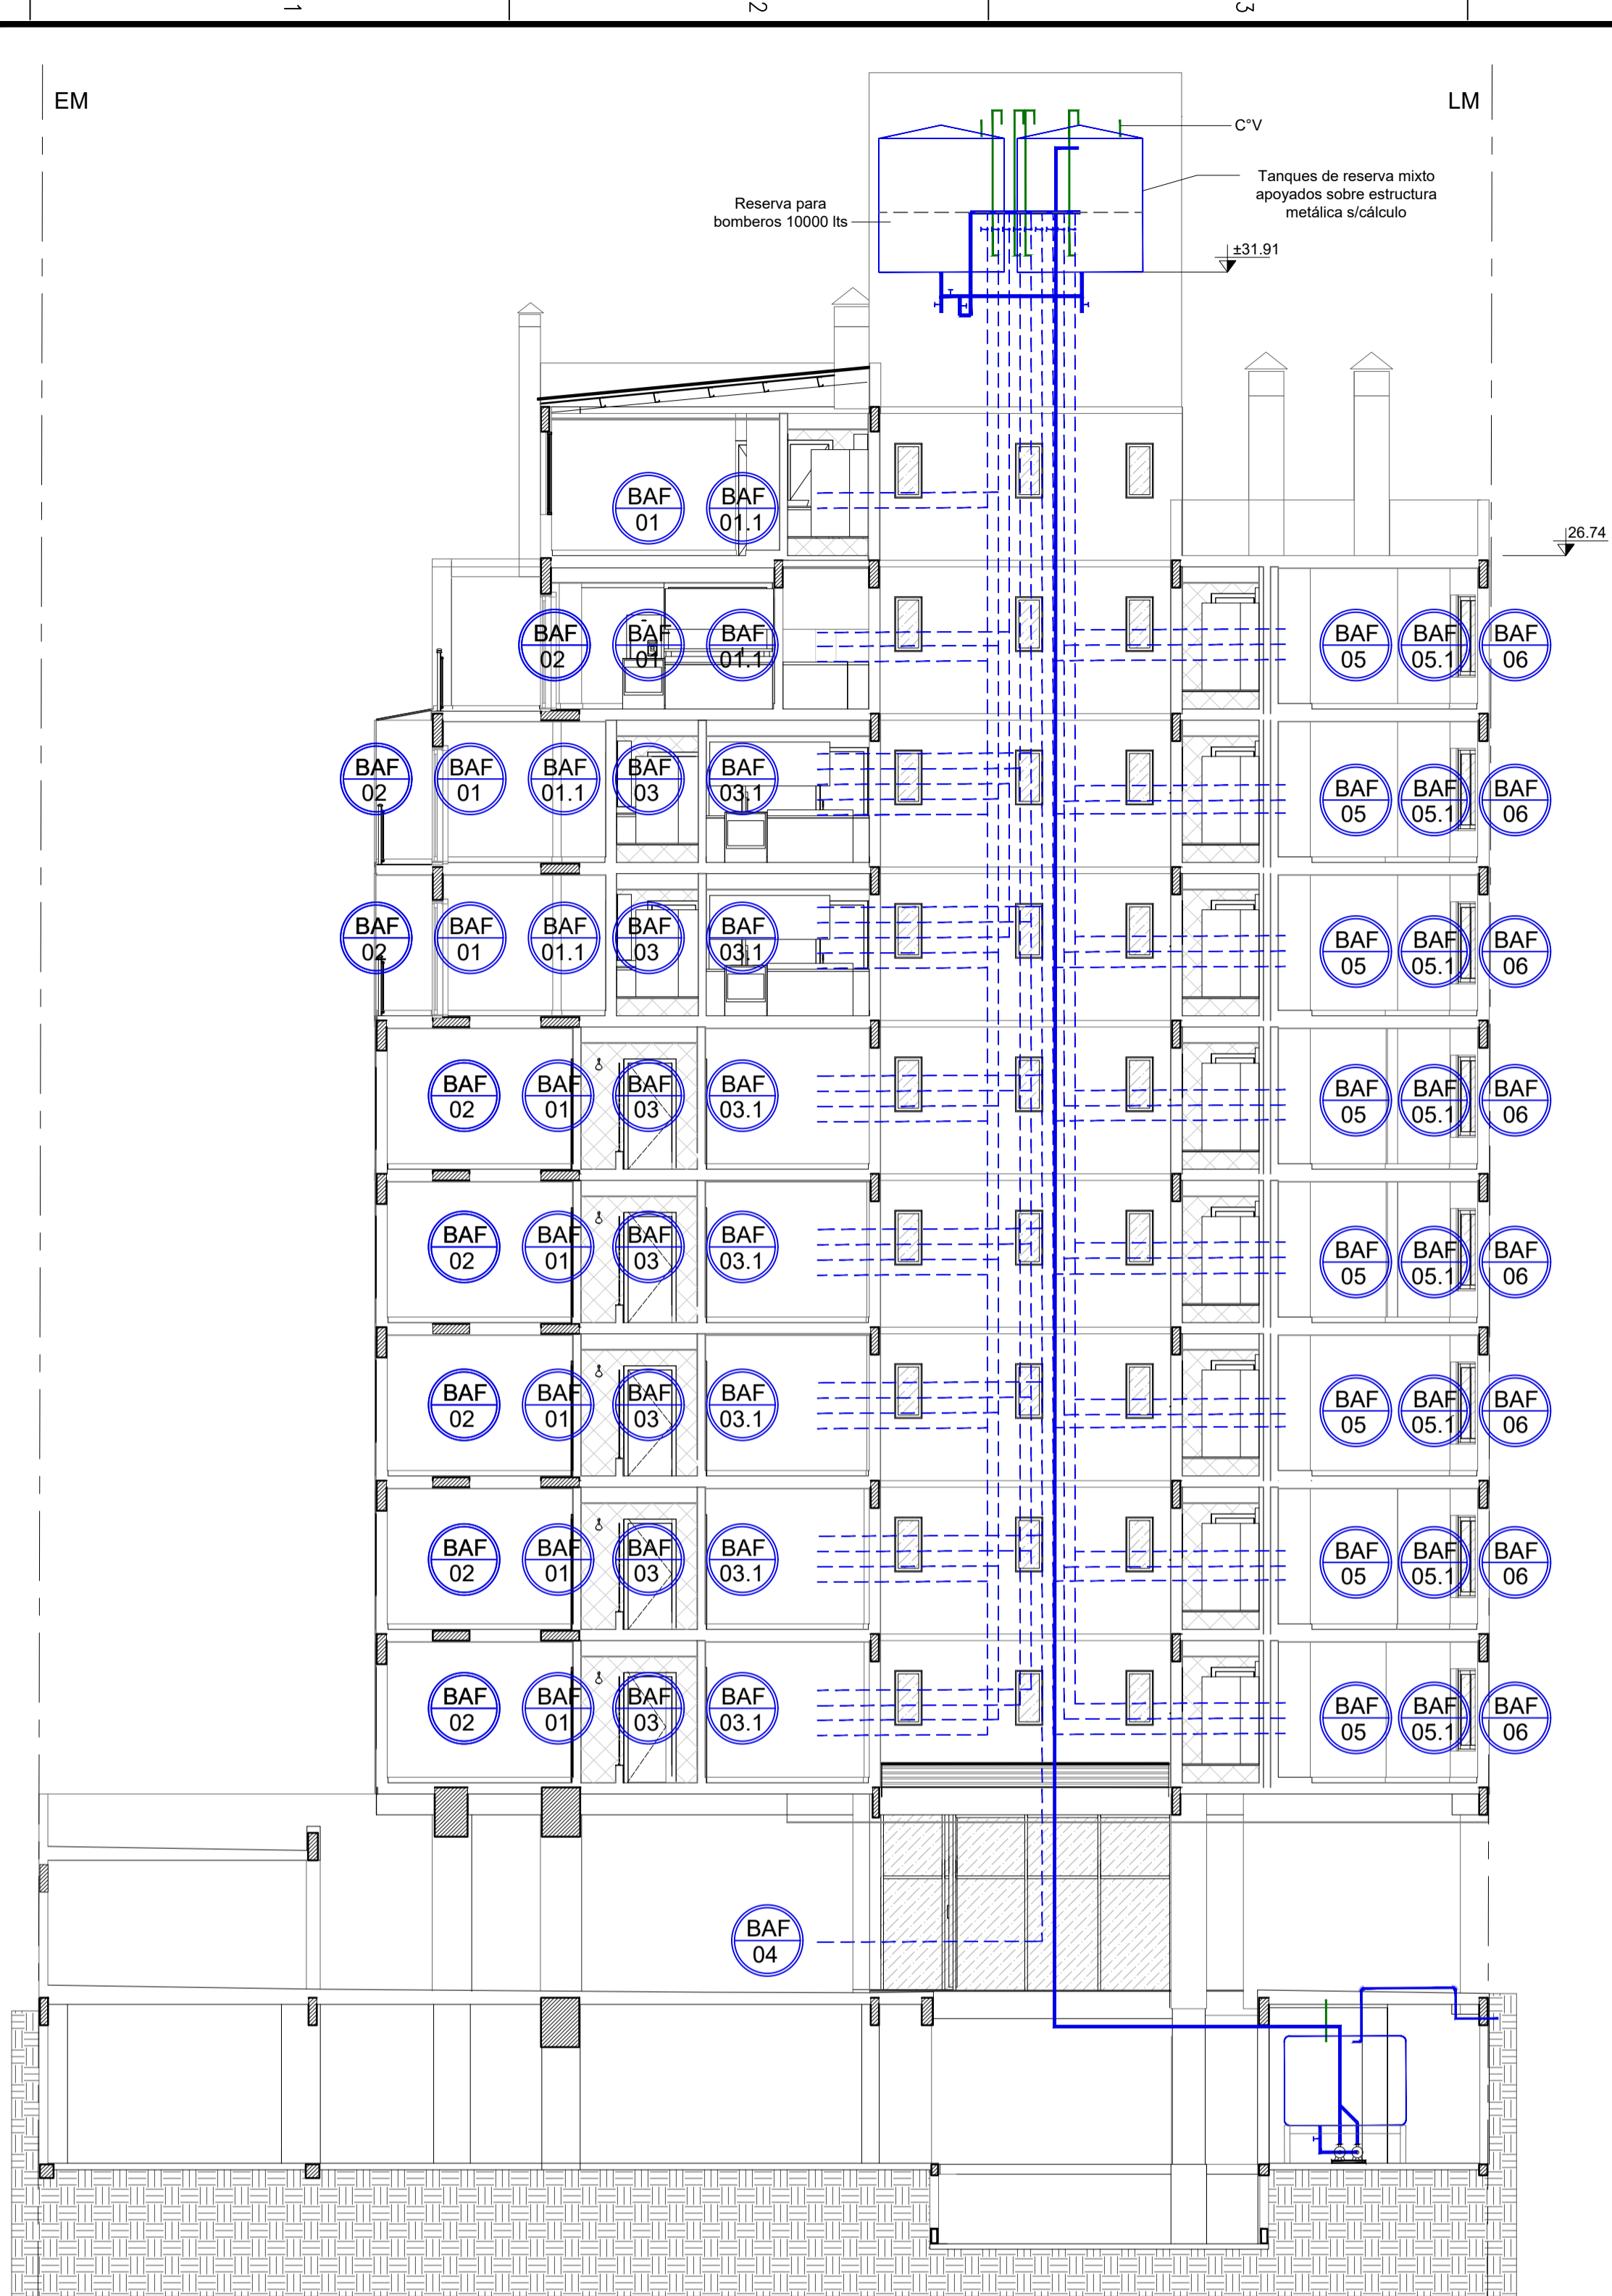 1
2
3
EM
LM
C°V
Tanques de reserva mixto
apoyados sobre estructura
metálica s/cálculo
Reserva para
bomberos 10000 lts
±31.91
26.74
BAF
01
BAF
01.1
BAF
02
BAF
01
BAF
01.1
BAF
05
BAF
05.1
BAF
06
BAF
02
BAF
01
BAF
01.1
BAF
03
BAF
03.1
BAF
05
BAF
05.1
BAF
06
BAF
02
BAF
01
BAF
01.1
BAF
03
BAF
03.1
BAF
05
BAF
05.1
BAF
06
BAF
02
BAF
01
BAF
03
BAF
03.1
BAF
05
BAF
05.1
BAF
06
BAF
02
BAF
01
BAF
03
BAF
03.1
BAF
05
BAF
05.1
BAF
06
BAF
02
BAF
01
BAF
03
BAF
03.1
BAF
05
BAF
05.1
BAF
06
BAF
02
BAF
01
BAF
03
BAF
03.1
BAF
05
BAF
05.1
BAF
06
BAF
02
BAF
01
BAF
03
BAF
03.1
BAF
05
BAF
05.1
BAF
06
BAF
04